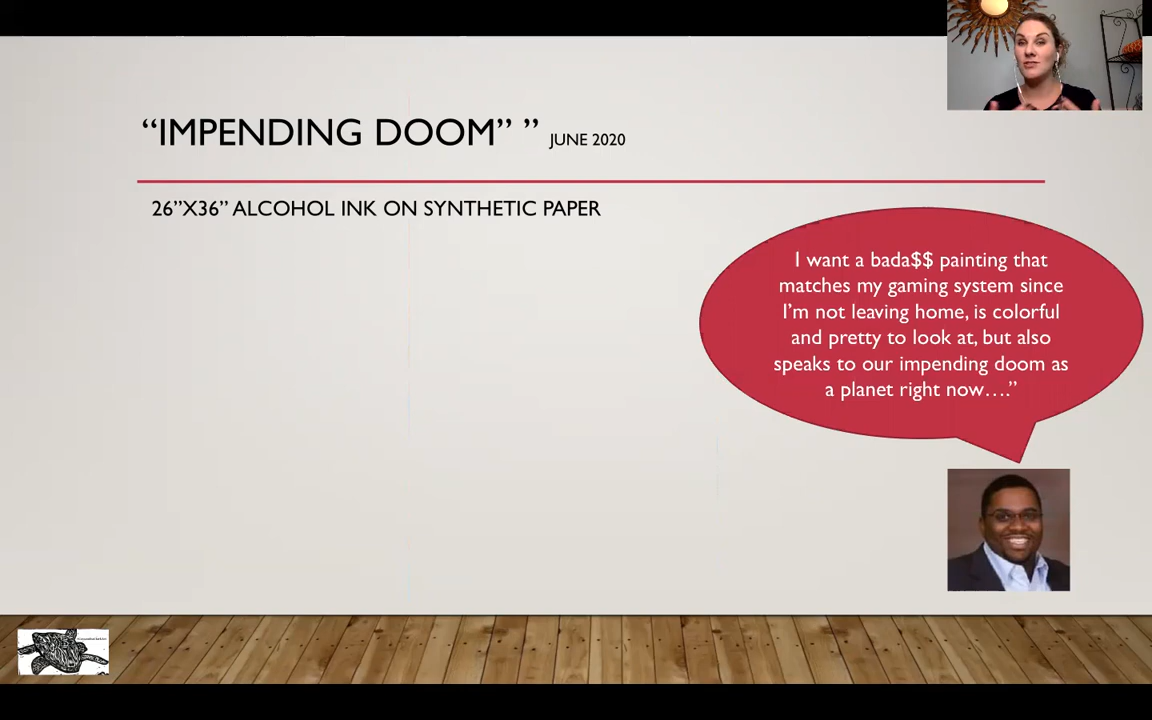 “IMPENDING DOOM” ” JUNE 2020
26”X36” ALCOHOL INK ON SYNTHETIC PAPER
I want a bada$$ painting that
matches my gaming system since
I’m not leaving home, is colorful
and pretty to look at, but also
speaks to our impending doom as
a planet right now….”